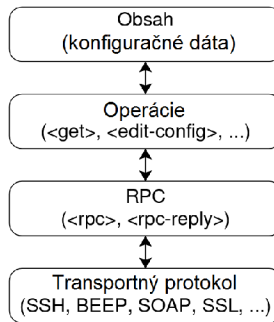 Obsah
(konfiguračné dáta)
Operácie
(<get>, <edit-config>, ...)
RPC
(<rpc>, <rpc-reply>)
Transportný protokol
(SSH, BEEP, SOAP, SSL, ...)